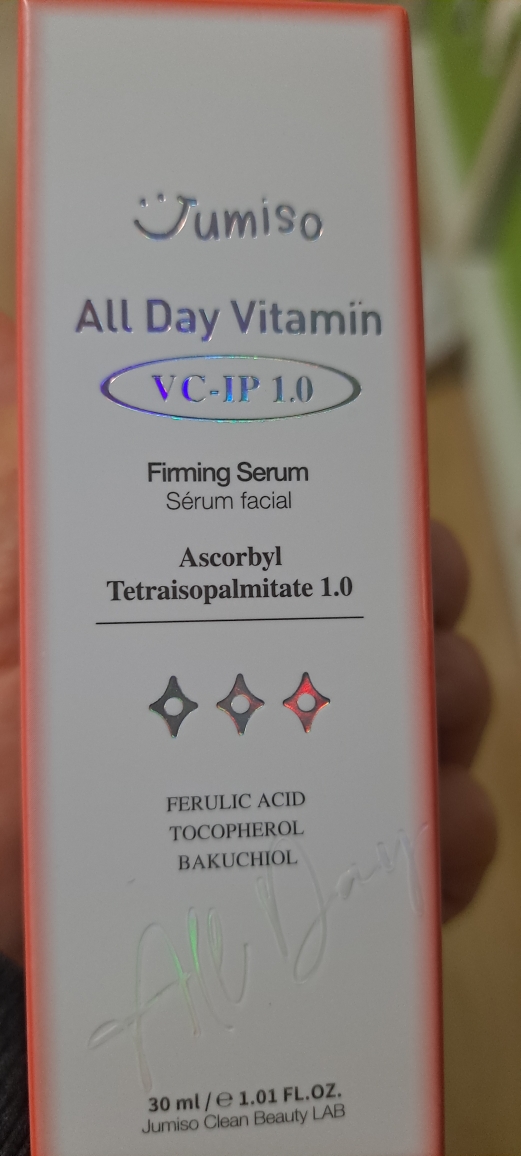 Jumiso
All Day Vitamin
VC-IP 1.0
Firming Serum
Sérum facial
Ascorbyl
Tetraisopalmitate 1.0
FERULIC ACID
TOCOPHEROL
BAKUCHIOL
All Day
30 ml / ℮ 1.01 FL.OZ.
Jumiso Clean Beauty LAB